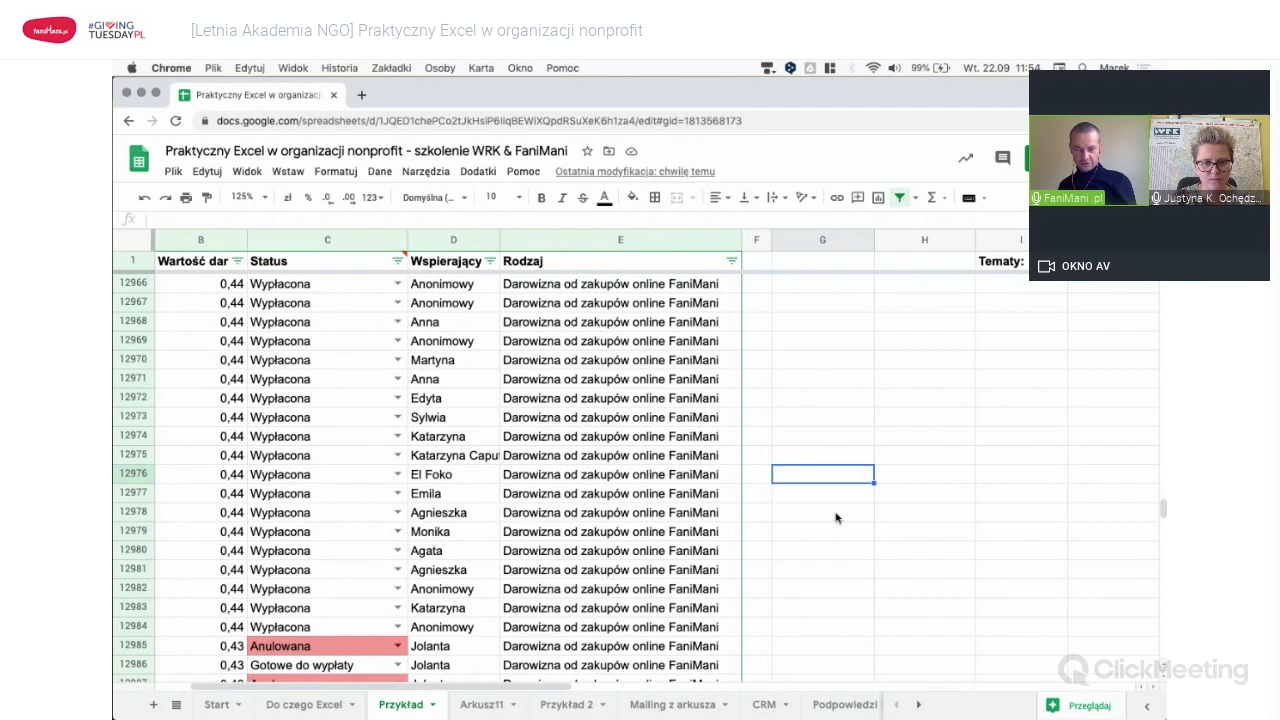 faniMani.pl
#GIVING
TUESDAYPL
[Letnia Akademia NGO] Praktyczny Excel w organizacji nonprofit
Chrome Plik Edytuj Widok Historia Zakładki Osoby Karta Okno Pomoc 99% Wt. 22.09 11:54 Marek
Praktyczny Excel w organizacj
docs.google.com/spreadsheets/d/1JQED1chePCo2tJkHsiP6IlqBEWiXQpdRSuXeK6h1za4/edit#gid=1813568173
Praktyczny Excel w organizacji nonprofit - szkolenie WRK & FaniMani
Plik Edytuj Widok Wstaw Formatuj Dane Narzędzia Dodatki Pomoc Ostatnia modyfikacja: chwilę temu
125% zł % .0 .00 123 Domyślna (... 10 B I S A
fx
B C D E F G H I
1 Wartość dar Status Wspierający Rodzaj Tematy:
12966 0,44 Wypłacona Anonimowy Darowizna od zakupów online FaniMani
12967 0,44 Wypłacona Anonimowy Darowizna od zakupów online FaniMani
12968 0,44 Wypłacona Anna Darowizna od zakupów online FaniMani
12969 0,44 Wypłacona Anonimowy Darowizna od zakupów online FaniMani
12970 0,44 Wypłacona Martyna Darowizna od zakupów online FaniMani
12971 0,44 Wypłacona Anna Darowizna od zakupów online FaniMani
12972 0,44 Wypłacona Edyta Darowizna od zakupów online FaniMani
12973 0,44 Wypłacona Sylwia Darowizna od zakupów online FaniMani
12974 0,44 Wypłacona Katarzyna Darowizna od zakupów online FaniMani
12975 0,44 Wypłacona Katarzyna Caput Darowizna od zakupów online FaniMani
12976 0,44 Wypłacona El Foko Darowizna od zakupów online FaniMani
12977 0,44 Wypłacona Emila Darowizna od zakupów online FaniMani
12978 0,44 Wypłacona Agnieszka Darowizna od zakupów online FaniMani
12979 0,44 Wypłacona Monika Darowizna od zakupów online FaniMani
12980 0,44 Wypłacona Agata Darowizna od zakupów online FaniMani
12981 0,44 Wypłacona Agnieszka Darowizna od zakupów online FaniMani
12982 0,44 Wypłacona Anonimowy Darowizna od zakupów online FaniMani
12983 0,44 Wypłacona Katarzyna Darowizna od zakupów online FaniMani
12984 0,44 Wypłacona Anonimowy Darowizna od zakupów online FaniMani
12985 0,43 Anulowana Jolanta Darowizna od zakupów online FaniMani
12986 0,43 Gotowe do wypłaty Jolanta Darowizna od zakupów online FaniMani
Start Do czego Excel Przykład Arkusz11 Przykład 2 Mailing z arkusza CRM Podpowiedzi Przeglądaj
WRK
FaniMani .pl
Justyna K. Ochędz...
OKNO AV
ClickMeeting